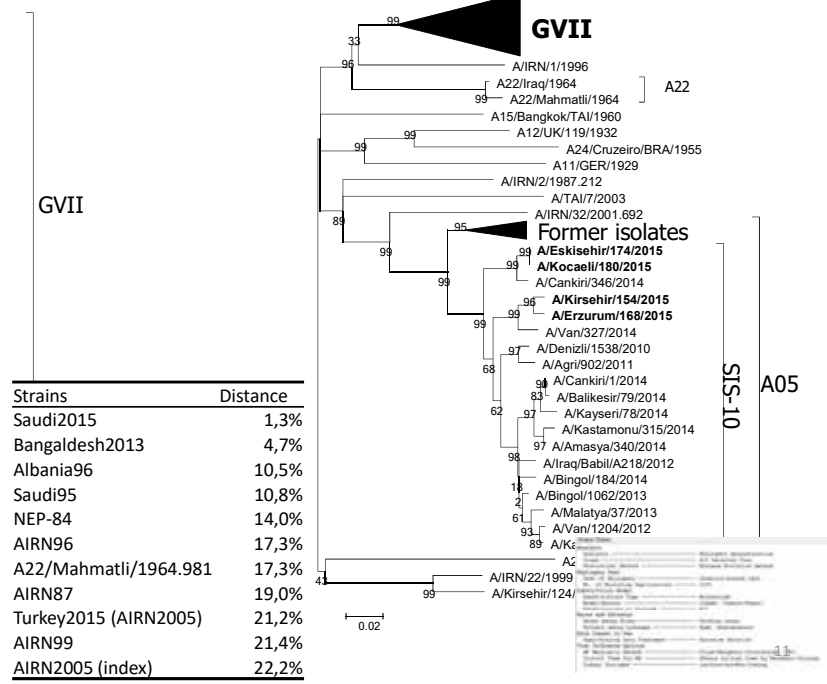 99
GVII
33
A/IRN/1/1996
96
A22/Iraq/1964
A22
99
A22/Mahmatli/1964
A15/Bangkok/TAI/1960
A12/UK/119/1932
99
A24/Cruzeiro/BRA/1955
99
A11/GER/1929
A/IRN/2/1987.212
GVII
A/TAI/7/2003
89
A/IRN/32/2001.692
95
Former isolates
99
99
A/Eskisehir/174/2015
99
A/Kocaeli/180/2015
99
A/Cankiri/346/2014
96
A/Kirsehir/154/2015
99
A/Erzurum/168/2015
99
A/Van/327/2014
97
A/Denizli/1538/2010
68
A/Agri/902/2011
SIS-10
A05
A/Cankiri/1/2014
83
A/Balikesir/79/2014
62
97
A/Kayseri/78/2014
A/Kastamonu/315/2014
97
A/Amasya/340/2014
98
A/Iraq/Babil/A218/2012
A/Bingol/184/2014
2
A/Bingol/1062/2013
61
A/Malatya/37/2013
93
A/Van/1204/2012
89
43
A/IRN/22/1999
99
A/Kirsehir/124/
0.02
Strains Distance
Saudi2015 1,3%
Bangaldesh2013 4,7%
Albania96 10,5%
Saudi95 10,8%
NEP-84 14,0%
AIRN96 17,3%
A22/Mahmatli/1964.981 17,3%
AIRN87 19,0%
Turkey2015 (AIRN2005) 21,2%
AIRN99 21,4%
AIRN2005 (index) 22,2%
11